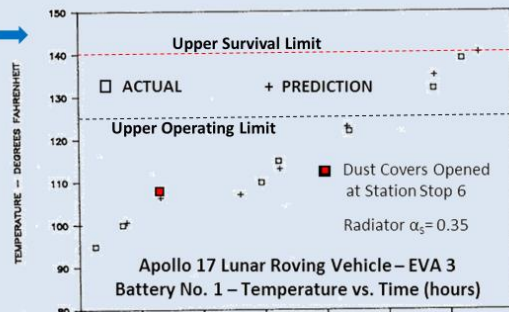 150
140
130
120
110
100
90
80
TEMPERATURE — DEGREES FAHRENHEIT
Upper Survival Limit
□ ACTUAL
+ PREDICTION
Upper Operating Limit
Dust Covers Opened
at Station Stop 6
Radiator αs= 0.35
Apollo 17 Lunar Roving Vehicle – EVA 3
Battery No. 1 – Temperature vs. Time (hours)